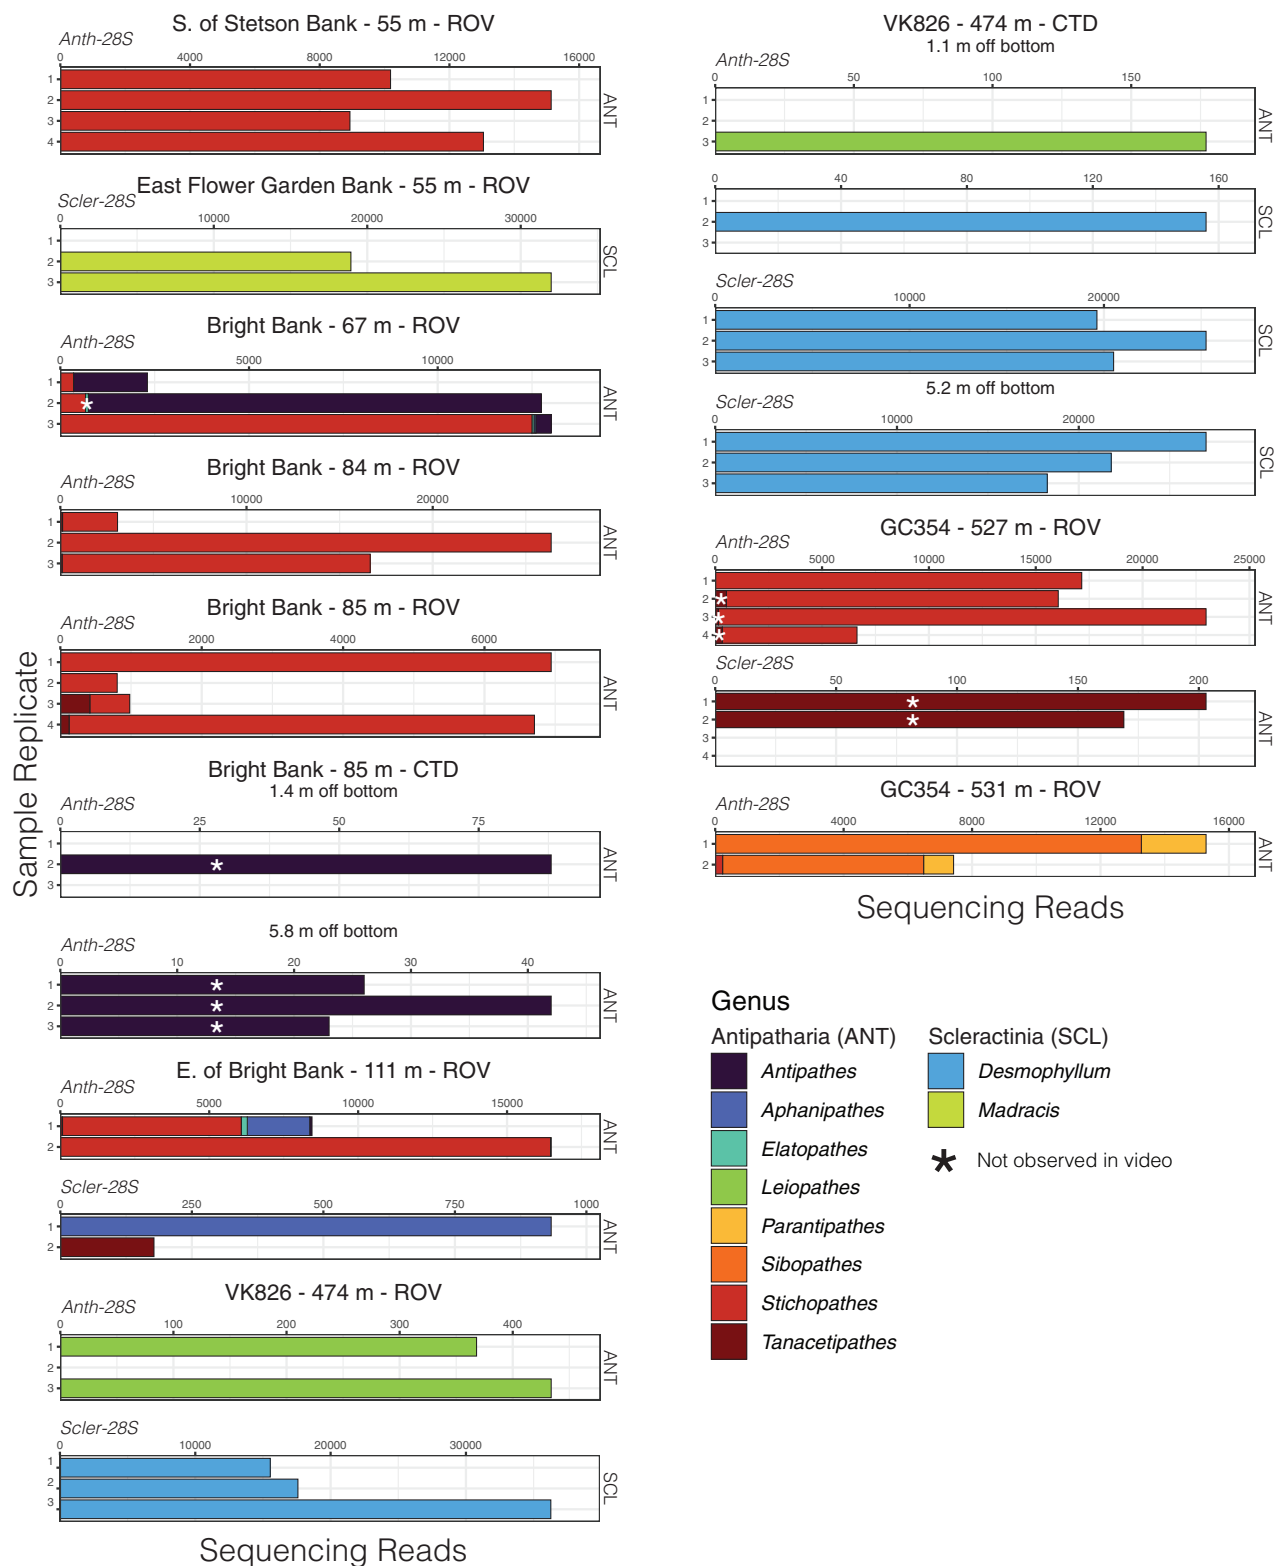 S. of Stetson Bank - 55 m - ROV
Anth-28S
0 4000 8000 12000 16000
1
2
3
4
ANT
East Flower Garden Bank - 55 m - ROV
Scler-28S
0 10000 20000 30000
1
2
3
SCL
Bright Bank - 67 m - ROV
Anth-28S
0 5000 10000
1
2
*
3
ANT
Bright Bank - 84 m - ROV
Anth-28S
0 10000 20000
1
2
3
ANT
Bright Bank - 85 m - ROV
Anth-28S
0 2000 4000 6000
1
2
3
4
ANT
Bright Bank - 85 m - CTD
1.4 m off bottom
Anth-28S
0 25 50 75
1
2 *
3
ANT
5.8 m off bottom
Anth-28S
0 10 20 30 40
1 *
2 *
3 *
ANT
E. of Bright Bank - 111 m - ROV
Anth-28S
0 5000 10000 15000
1
2
ANT
Scler-28S
0 250 500 750 1000
1
2
ANT
VK826 - 474 m - ROV
Anth-28S
0 100 200 300 400
1
2
3
ANT
Scler-28S
0 10000 20000 30000
1
2
3
SCL
Sample Replicate
Sequencing Reads
VK826 - 474 m - CTD
1.1 m off bottom
Anth-28S
0 50 100 150
1
2
3
ANT
0 40 80 120 160
1
2
3
SCL
Scler-28S
0 10000 20000
1
2
3
SCL
5.2 m off bottom
Scler-28S
0 10000 20000
1
2
3
SCL
GC354 - 527 m - ROV
Anth-28S
0 5000 10000 15000 20000 25000
1
2 *
3 *
4 *
ANT
Scler-28S
0 50 100 150 200
1 *
2 *
3
4
ANT
GC354 - 531 m - ROV
Anth-28S
0 4000 8000 12000 16000
1
2
ANT
Sequencing Reads
Genus
Antipatharia (ANT)
Antipathes
Aphanipathes
Elatopathes
Leiopathes
Parantipathes
Sibopathes
Stichopathes
Tanacetipathes
Scleractinia (SCL)
Desmophyllum
Madracis
* Not observed in video